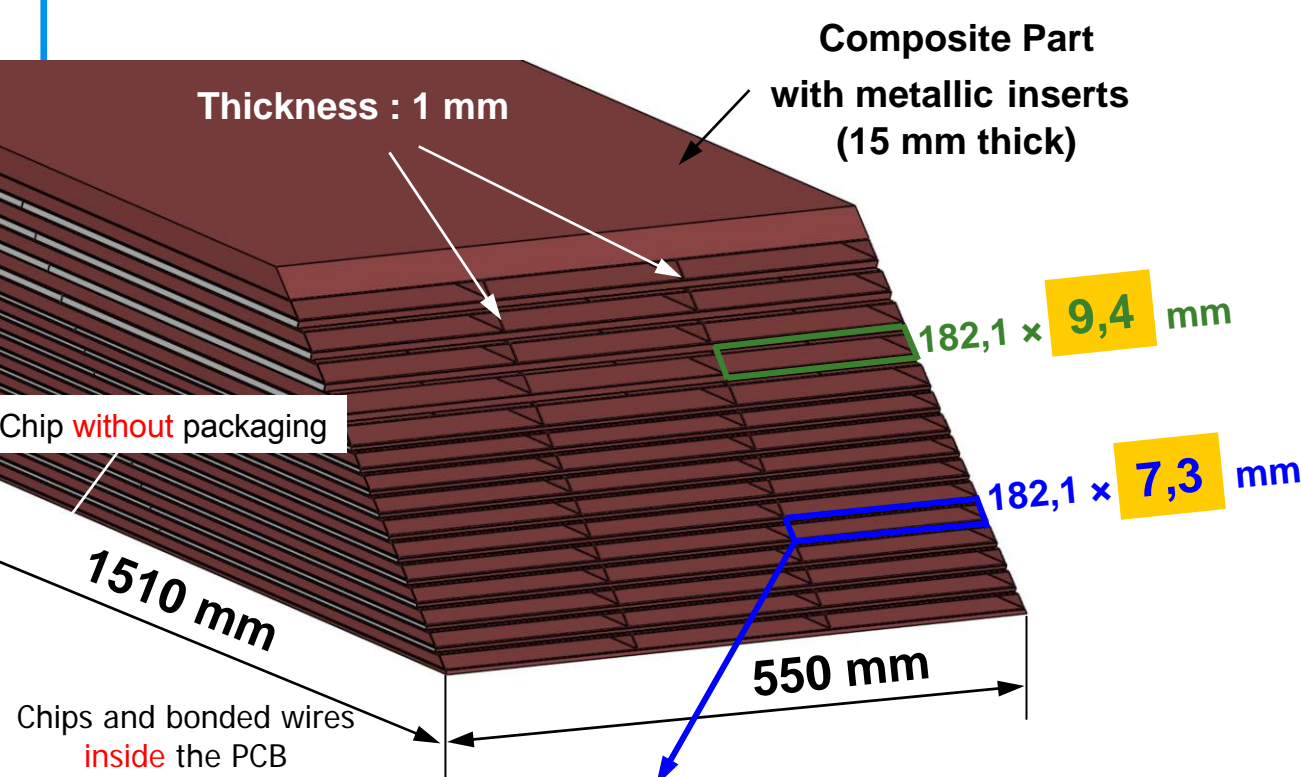 Composite Part
with metallic inserts
(15 mm thick)
Thickness : 1 mm
182,1 × 9,4 mm
Chip without packaging
182,1 × 7,3 mm
1510 mm
550 mm
Chips and bonded wires
inside the PCB